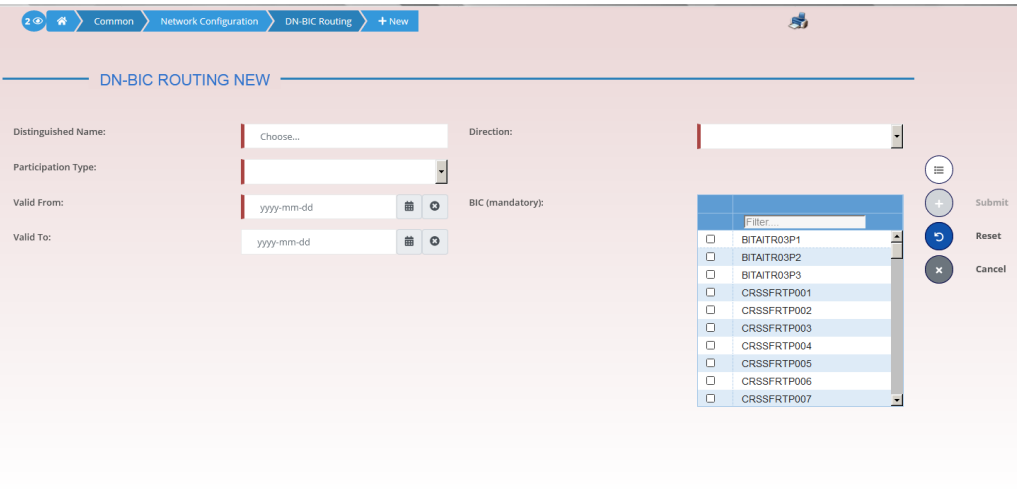 2 Common Network Configuration DN-BIC Routing + New
DN-BIC ROUTING NEW
Distinguished Name: Choose... Direction:
Participation Type:
Valid From: yyyy-mm-dd BIC (mandatory):
Valid To: yyyy-mm-dd
Filter....
BITAITR03P1
BITAITR03P2
BITAITR03P3
CRSSFRTP001
CRSSFRTP002
CRSSFRTP003
CRSSFRTP004
CRSSFRTP005
CRSSFRTP006
CRSSFRTP007
Submit
Reset
Cancel